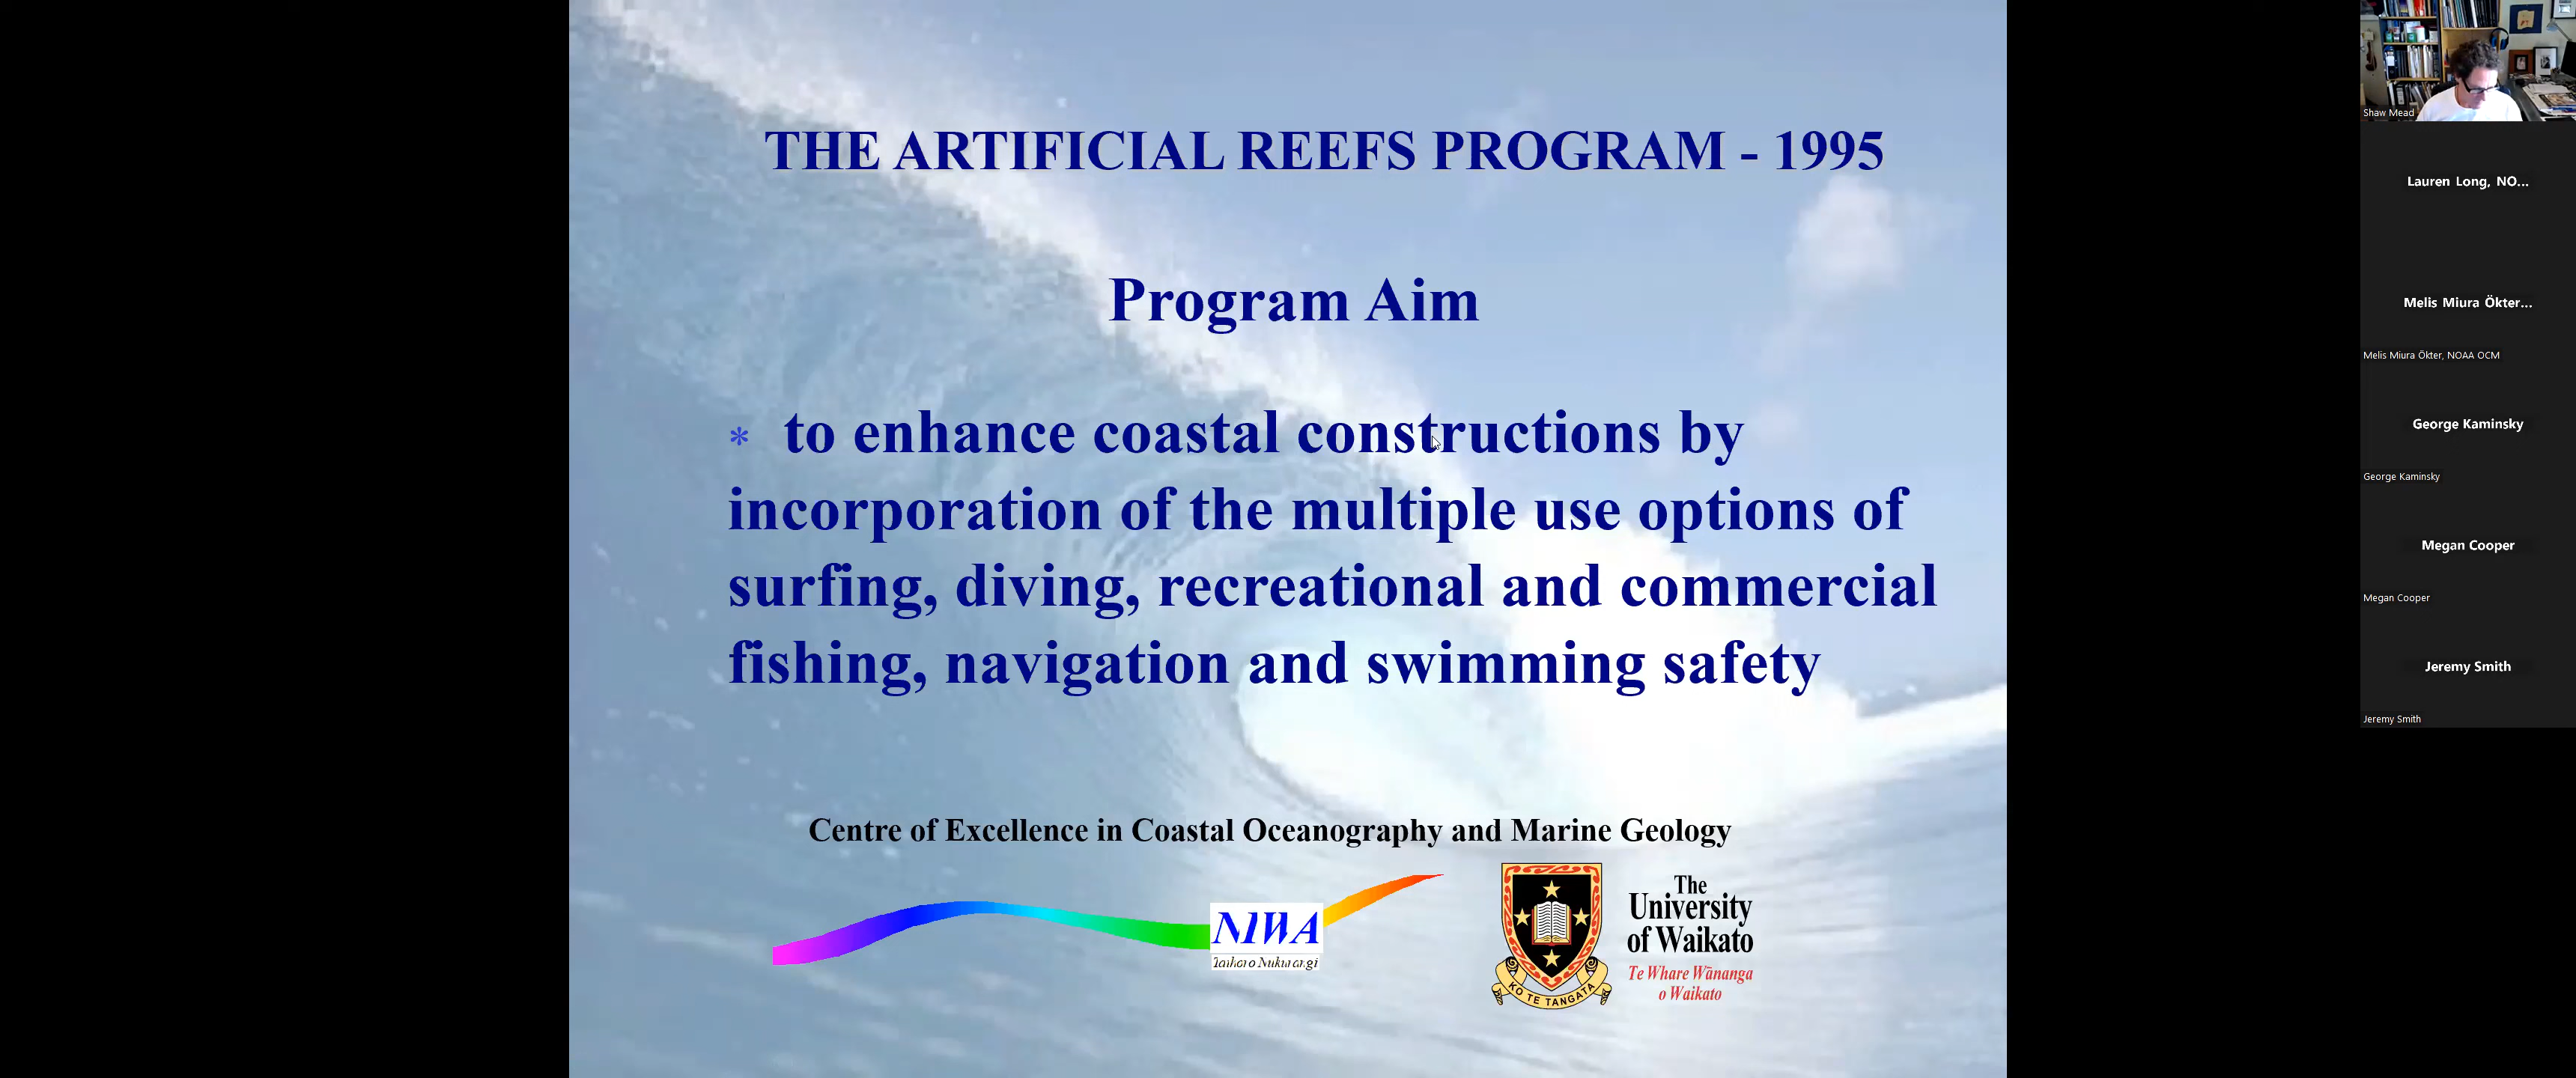 THE ARTIFICIAL REEFS PROGRAM - 1995
Program Aim
* to enhance coastal constructions by
incorporation of the multiple use options of
surfing, diving, recreational and commercial
fishing, navigation and swimming safety
Centre of Excellence in Coastal Oceanography and Marine Geology
NIWA
Taihoro Nukurangi
KO TE TANGATA
The
University
of Waikato
Te Whare Wānanga
o Waikato
Shaw Mead
Lauren Long, NO...
Melis Miura Ökter...
Melis Miura Ökter, NOAA OCM
George Kaminsky
George Kaminsky
Megan Cooper
Megan Cooper
Jeremy Smith
Jeremy Smith